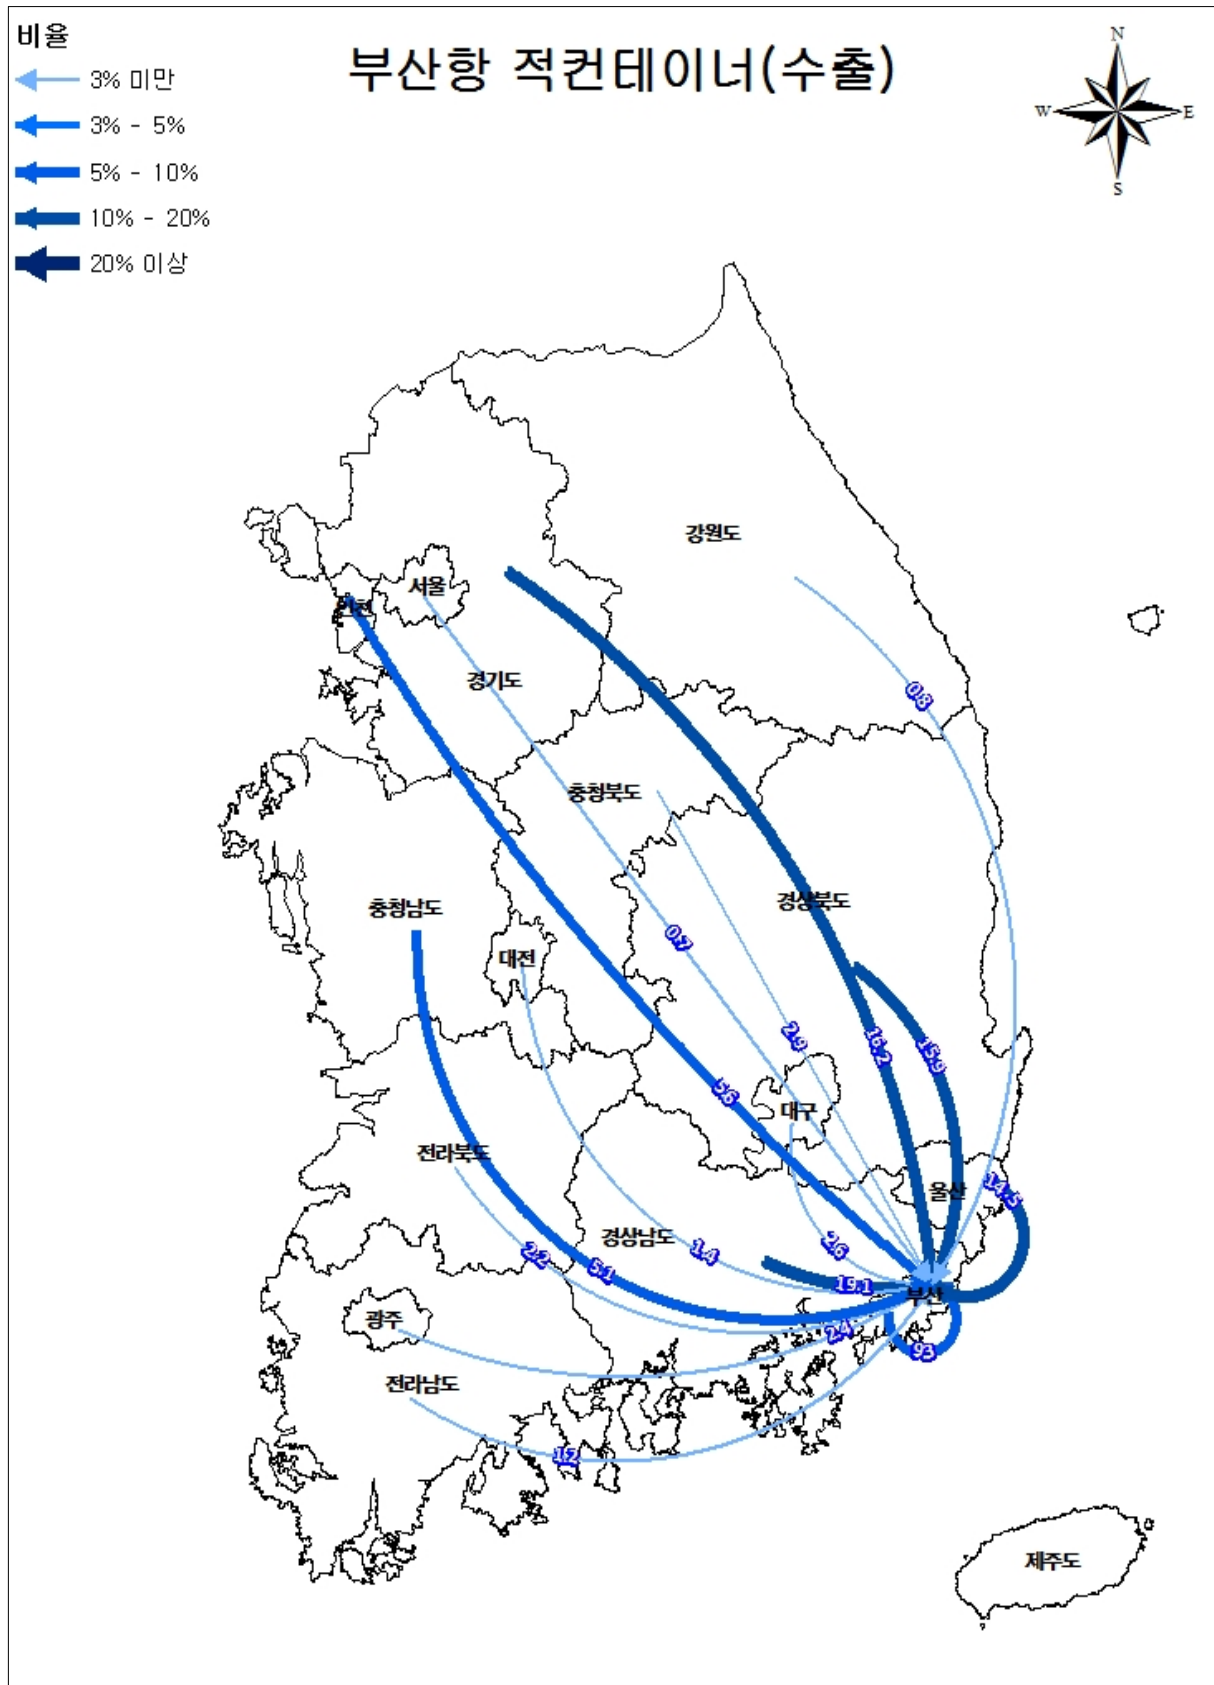 비율
3% 미만
3% - 5%
5% - 10%
10% - 20%
20% 이상
부산항 적컨테이너(수출)
N
W
E
S
강원도
서울
인천
경기도
0.8
충청북도
경상북도
충청남도
0.7
대전
2.9
16.2
15.9
5.6
대구
전라북도
울산
14.5
경상남도
2.6
1.4
2.2
5.1
19.1
부산
광주
2.4
9.3
전라남도
1.2
제주도